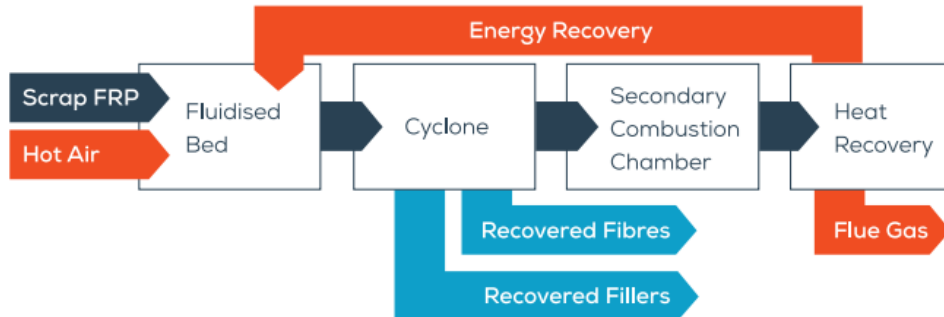 Energy Recovery
Scrap FRP
Hot Air
Fluidised
Bed
Cyclone
Secondary
Combustion
Chamber
Heat
Recovery
Recovered Fibres
Flue Gas
Recovered Fillers